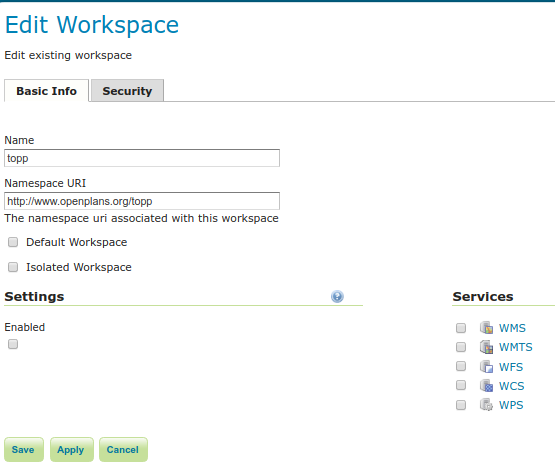 Edit Workspace
Edit existing workspace
Basic Info
Security
Name
topp
Namespace URI
http://www.openplans.org/topp
The namespace uri associated with this workspace
Default Workspace
Isolated Workspace
Settings
Enabled
Services
WMS
WMTS
WFS
WCS
WPS
Save
Apply
Cancel